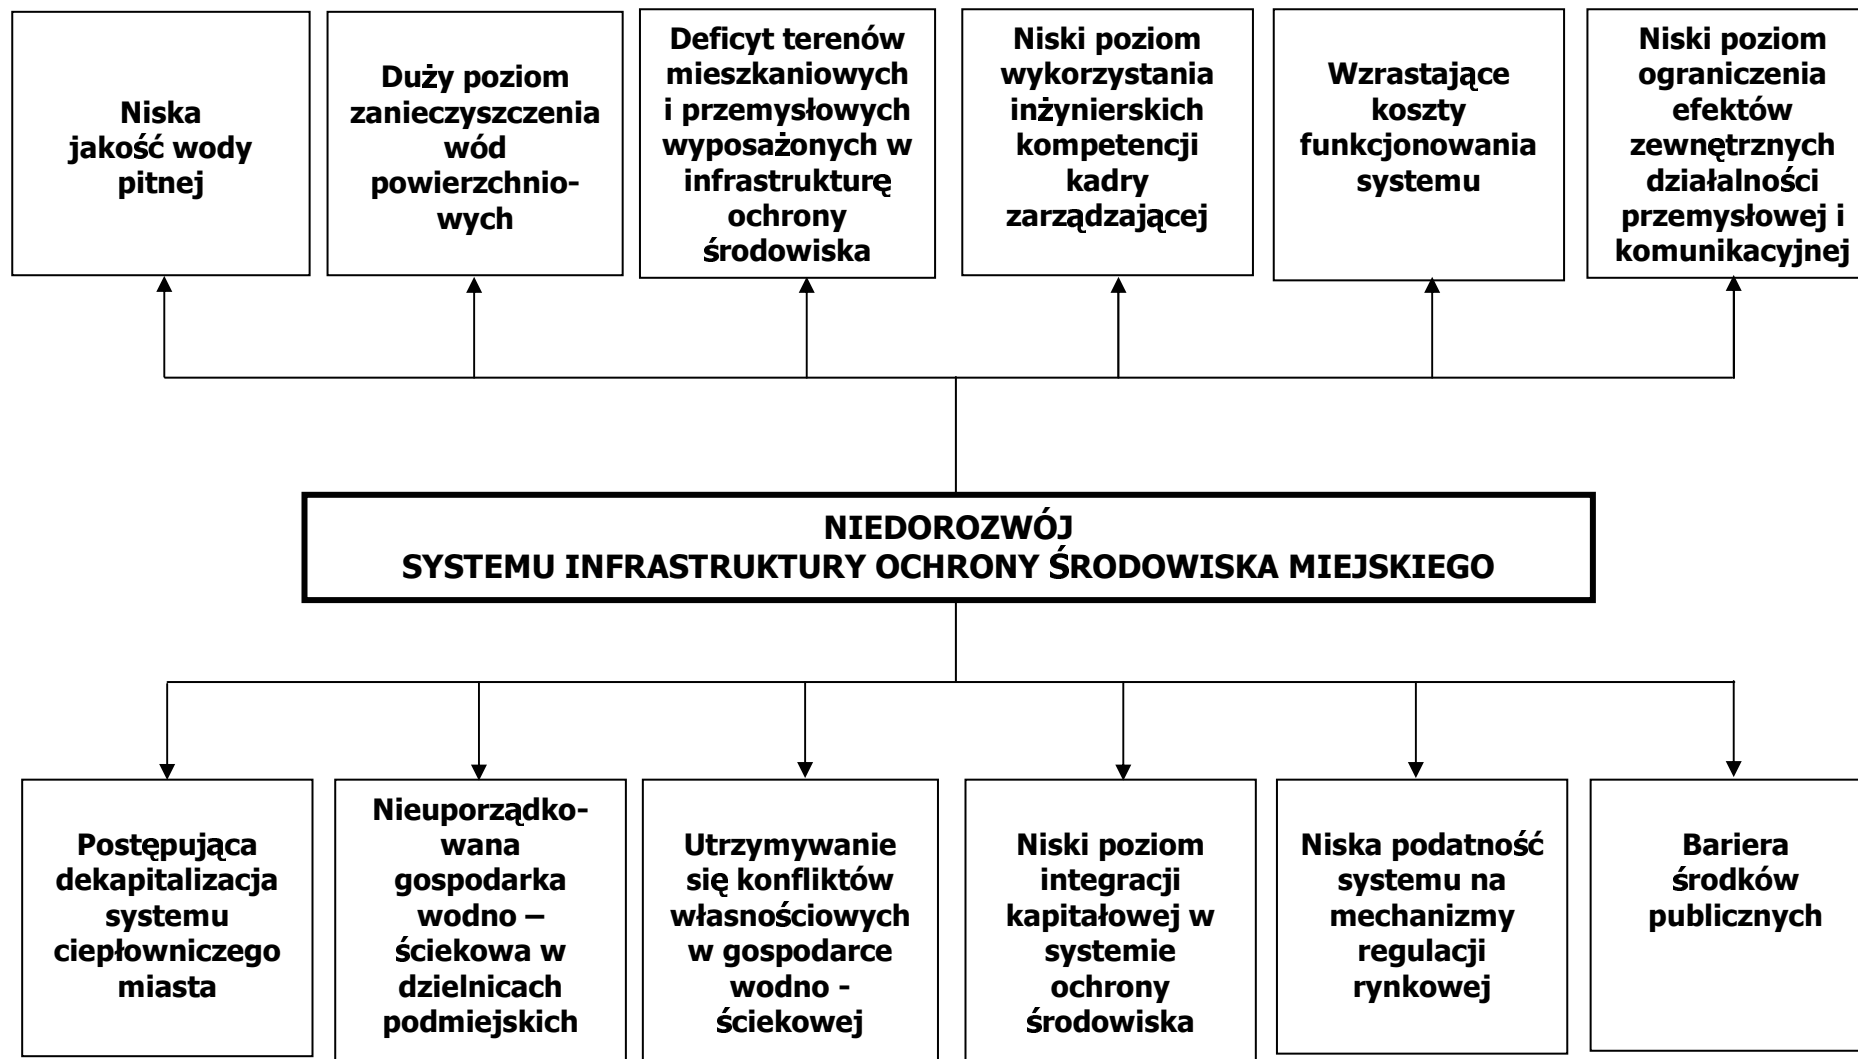 Niska
jakość wody
pitnej
Duży poziom
zanieczyszczenia
wód
powierzchnio-
wych
Deficyt terenów
mieszkaniowych
i przemysłowych
wyposażonych w
infrastrukturę
ochrony
środowiska
Niski poziom
wykorzystania
inżynierskich
kompetencji
kadry
zarządzającej
Wzrastające
koszty
funkcjonowania
systemu
Niski poziom
ograniczenia
efektów
zewnętrznych
działalności
przemysłowej i
komunikacyjnej
NIEDOROZWÓJ
SYSTEMU INFRASTRUKTURY OCHRONY ŚRODOWISKA MIEJSKIEGO
Postępująca
dekapitalizacja
systemu
ciepłowniczego
miasta
Nieuporządko-
wana
gospodarka
wodno –
ściekowa w
dzielnicach
podmiejskich
Utrzymywanie
się konfliktów
własnościowych
w gospodarce
wodno -
ściekowej
Niski poziom
integracji
kapitałowej w
systemie
ochrony
środowiska
Niska podatność
systemu na
mechanizmy
regulacji
rynkowej
Bariera
środków
publicznych